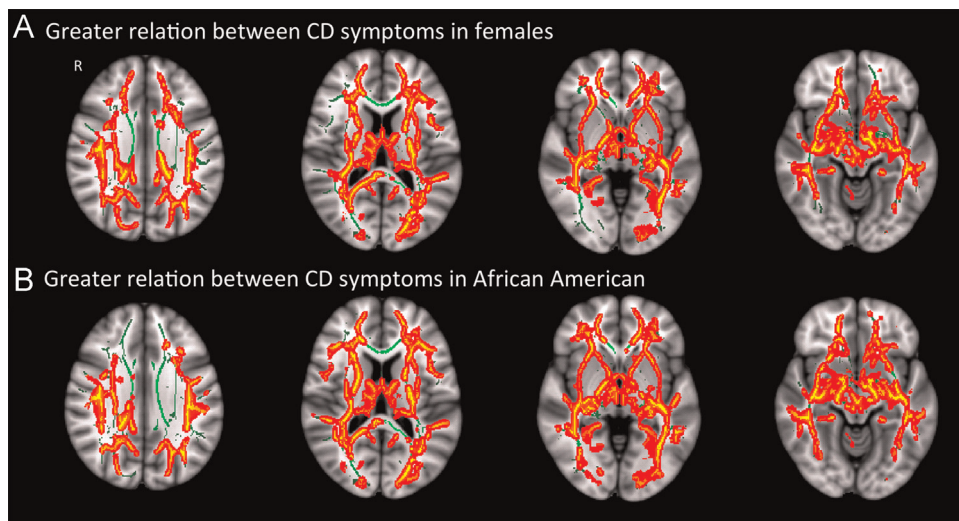 A Greater relation between CD symptoms in females
R
B Greater relation between CD symptoms in African American